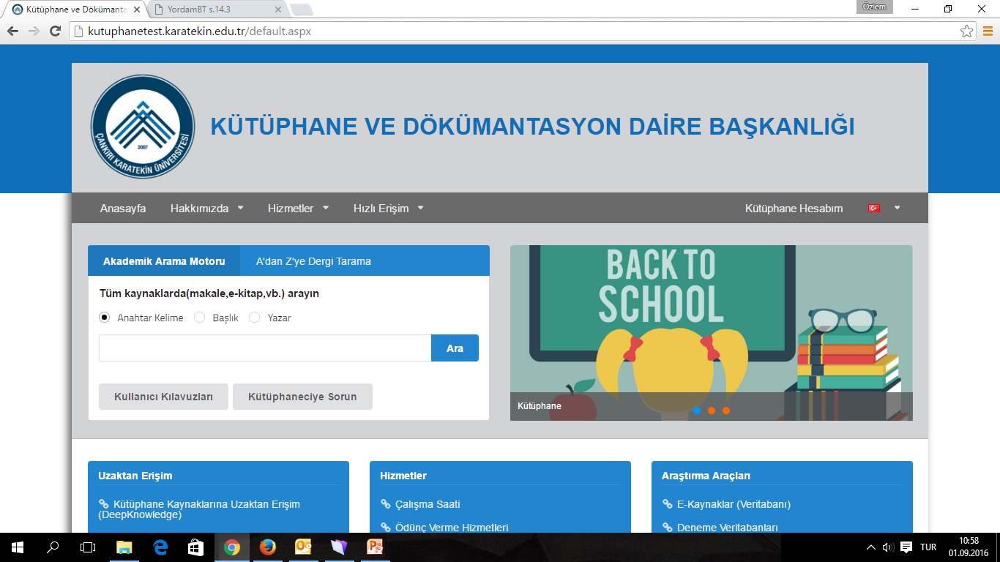 Kütüphane ve Dökümanta
YordamBT s.14.3
Özlem
kutuphanetest.karatekin.edu.tr/default.aspx
ÇANKIRI KARATEKİN ÜNİVERSİTESİ
2007
KÜTÜPHANE VE DÖKÜMANTASYON DAİRE BAŞKANLIĞI
Anasayfa Hakkımızda Hizmetler Hızlı Erişim Kütüphane Hesabım
Akademik Arama Motoru A'dan Z'ye Dergi Tarama
Tüm kaynaklarda(makale,e-kitap,vb.) arayın
Anahtar Kelime Başlık Yazar
Ara
Kullanıcı Kılavuzları Kütüphaneciye Sorun
BACK TO
SCHOOL
Kütüphane
Uzaktan Erişim
Kütüphane Kaynaklarına Uzaktan Erişim
(DeepKnowledge)
Hizmetler
Çalışma Saati
Ödünç Verme Hizmetleri
Araştırma Araçları
E-Kaynaklar (Veritabanı)
Deneme Veritabanları
TUR
10:58
01.09.2016